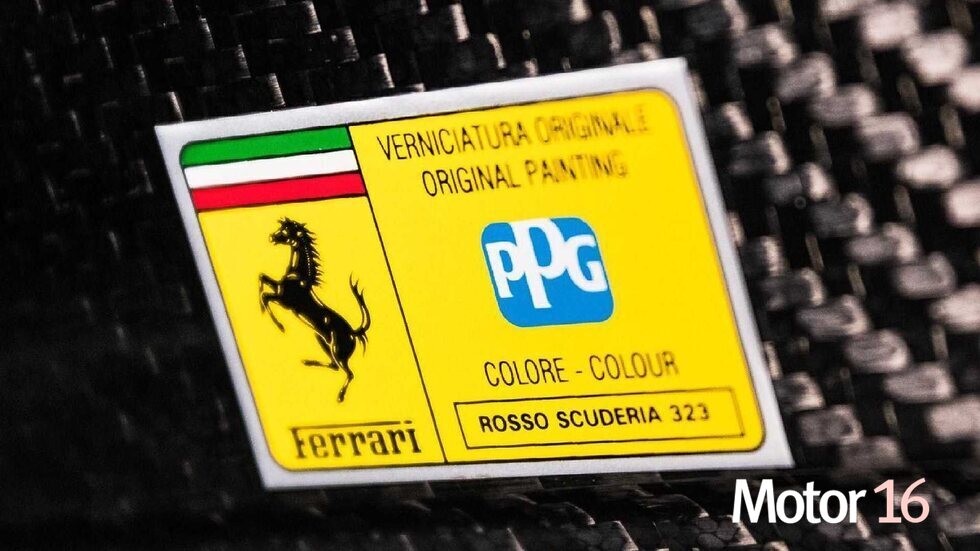 VERNICIATURA ORIGINALE
ORIGINAL PAINTING
PPG
COLORE - COLOUR
ROSSO SCUDERIA 323
Ferrari
Motor 16